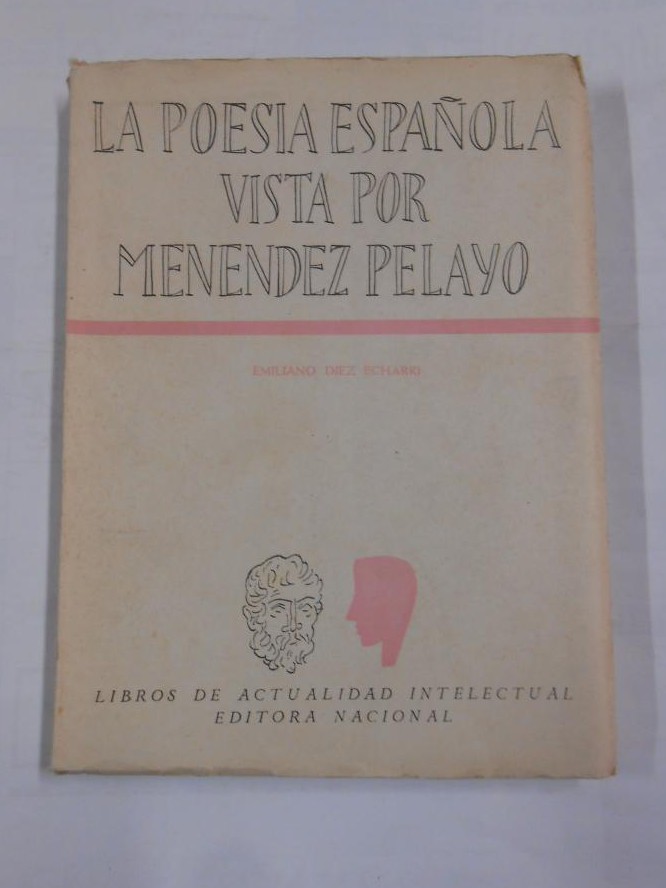 LA POESIA ESPAÑOLA
VISTA POR
MENENDEZ PELAYO
EMILIANO DIEZ ECHARRI
LIBROS DE ACTUALIDAD INTELECTUAL
EDITORA NACIONAL